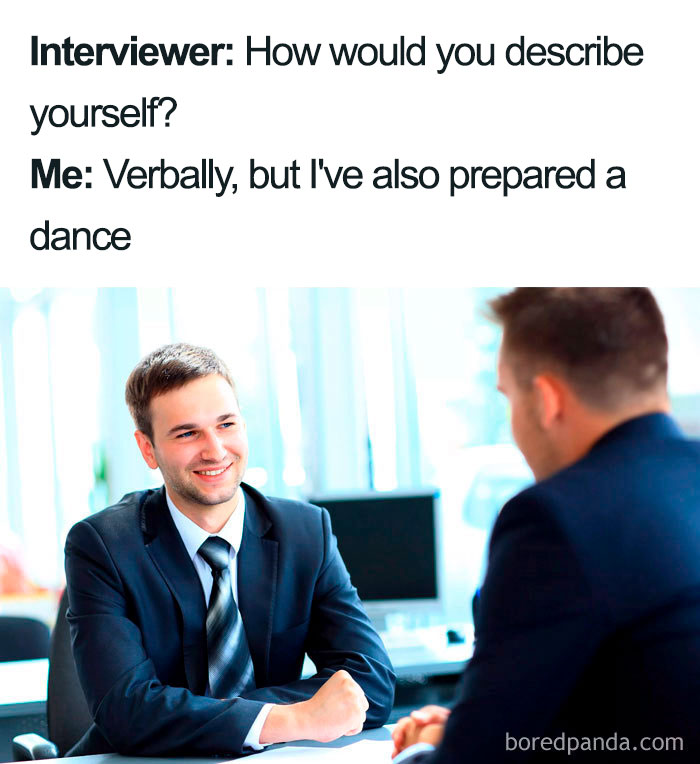 Interviewer: How would you describe
yourself?
Me: Verbally, but I've also prepared a
dance
boredpanda.com